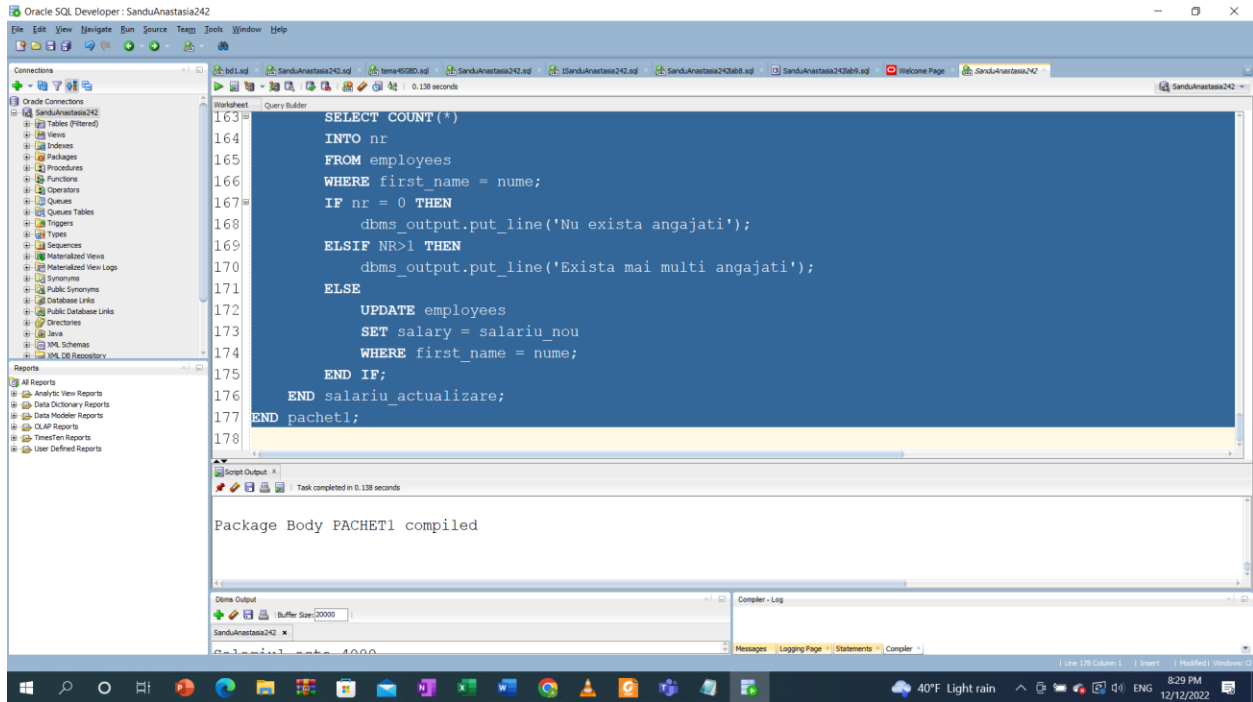 Oracle SQL Developer : SanduAnastasia242
File Edit View Navigate Run Source Team Tools Window Help
Connections
bd1.sql SanduAnastasia242.sql tema4SGBD.sql SanduAnastasia242.sql 1SanduAnastasia242.sql SanduAnastasia242lab8.sql SanduAnastasia242lab9.sql Welcome Page SanduAnastasia242
0.138 seconds
SanduAnastasia242
Worksheet Query Builder
Oracle Connections
SanduAnastasia242
Tables (Filtered)
Views
Indexes
Packages
Procedures
Functions
Operators
Queues
Queues Tables
Triggers
Types
Sequences
Materialized Views
Materialized View Logs
Synonyms
Public Synonyms
Database Links
Public Database Links
Directories
Java
XML Schemas
XML DB Repository
Reports
All Reports
Analytic View Reports
Data Dictionary Reports
Data Modeler Reports
OLAP Reports
TimesTen Reports
User Defined Reports
163 SELECT COUNT(*)
164 INTO nr
165 FROM employees
166 WHERE first_name = nume;
167 IF nr = 0 THEN
168 dbms_output.put_line('Nu exista angajati');
169 ELSIF NR>1 THEN
170 dbms_output.put_line('Exista mai multi angajati');
171 ELSE
172 UPDATE employees
173 SET salary = salariu_nou
174 WHERE first_name = nume;
175 END IF;
176 END salariu_actualizare;
177 END pachet1;
178
Script Output
Task completed in 0.138 seconds
Package Body PACHET1 compiled
Dbms Output
Buffer Size: 20000
SanduAnastasia242
Salariul este 4000
Compiler - Log
Messages Logging Page Statements Compiler
Line 178 Column 1 Insert Modified Windows: C
40°F Light rain
ENG
8:29 PM
12/12/2022